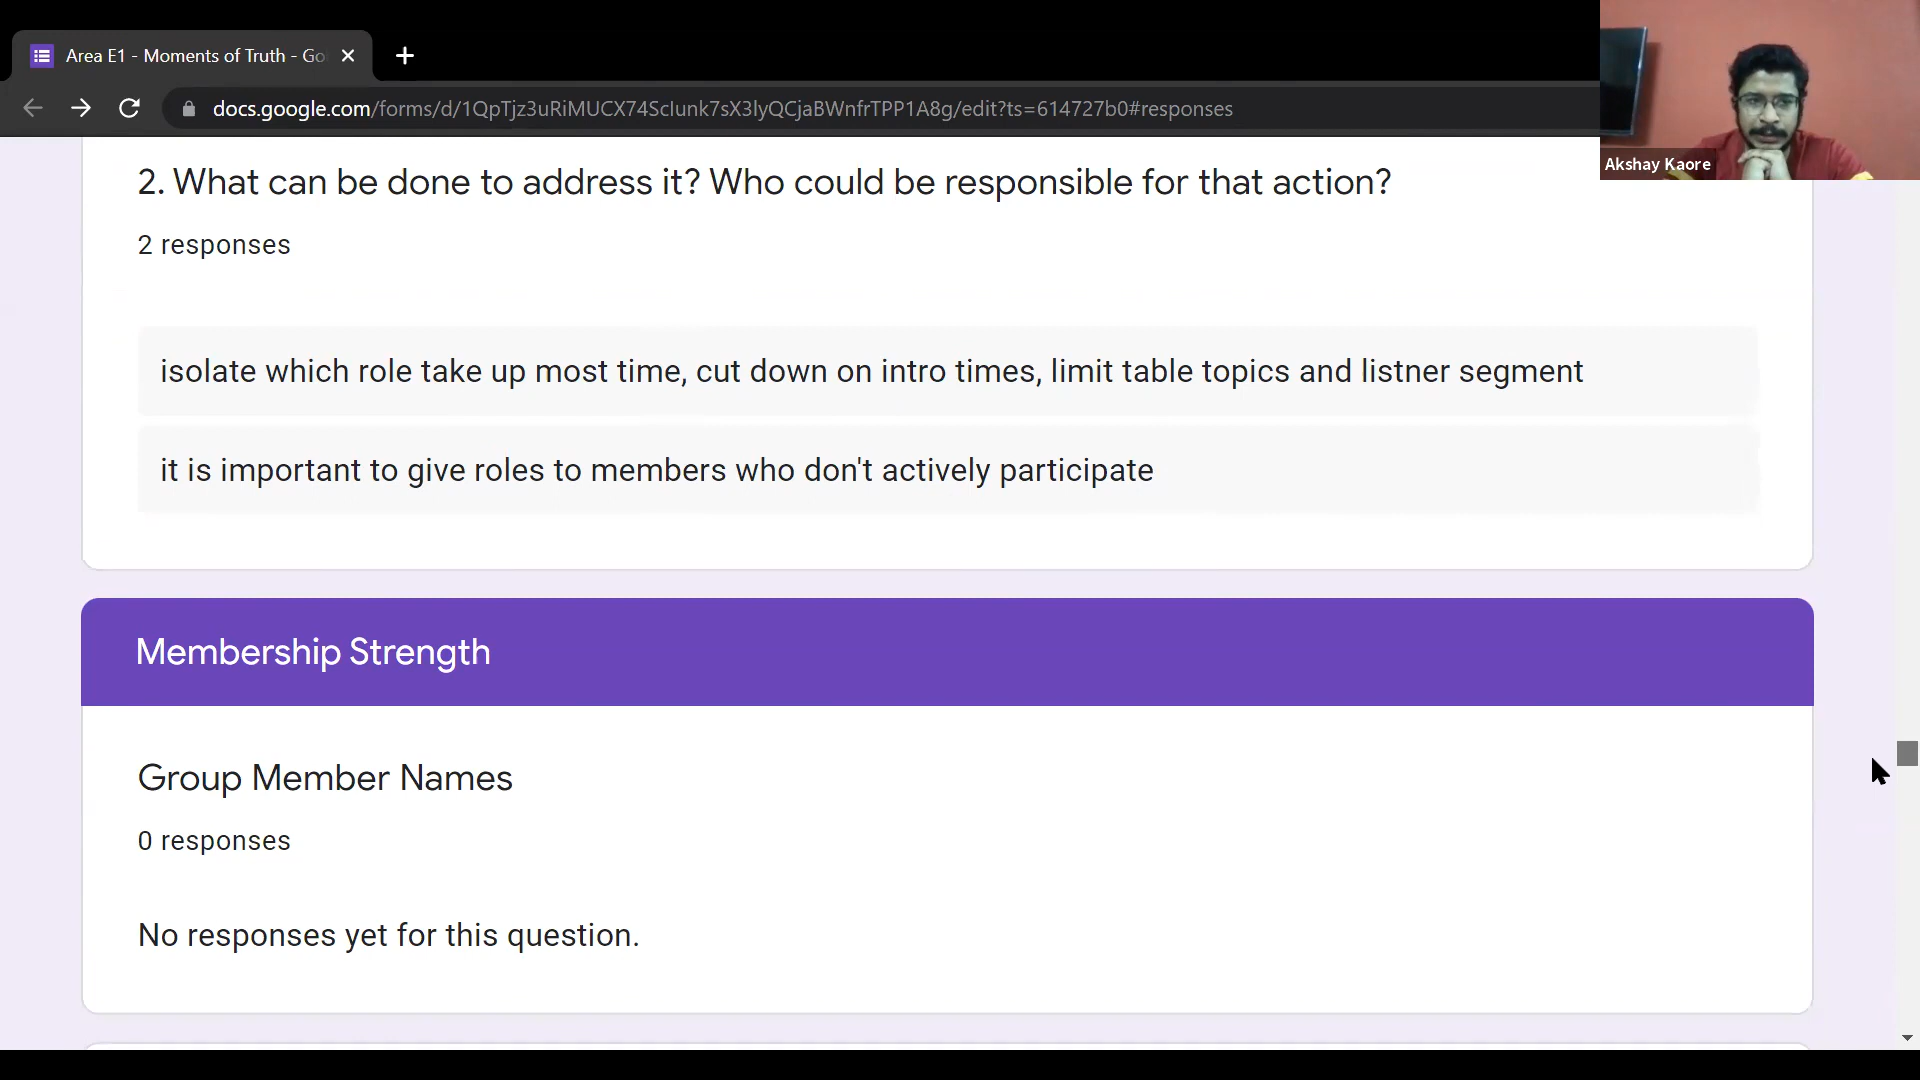 Area E1 - Moments of Truth - Go
docs.google.com/forms/d/1QpTjz3uRiMUCX74ScIunk7sX3lyQCjaBWnfrTPP1A8g/edit?ts=614727b0#responses
Akshay Kaore
2. What can be done to address it? Who could be responsible for that action?
2 responses
isolate which role take up most time, cut down on intro times, limit table topics and listner segment
it is important to give roles to members who don't actively participate
Membership Strength
Group Member Names
0 responses
No responses yet for this question.